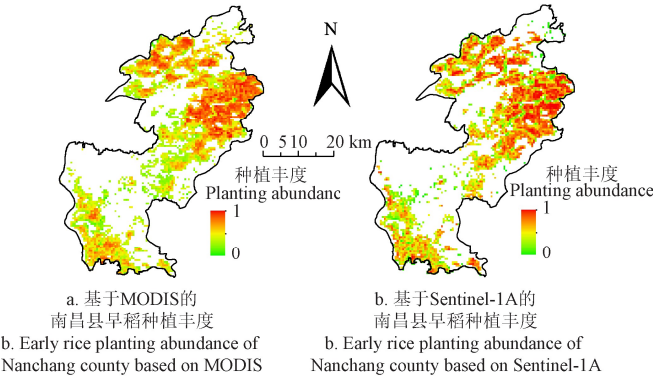 N
0 5 10 20 km
种植丰度
Planting abundanc
1
0
种植丰度
Planting abundance
1
0
a. 基于MODIS的
南昌县早稻种植丰度
b. Early rice planting abundance of
Nanchang county based on MODIS
b. 基于Sentinel-1A的
南昌县早稻种植丰度
b. Early rice planting abundance of
Nanchang county based on Sentinel-1A